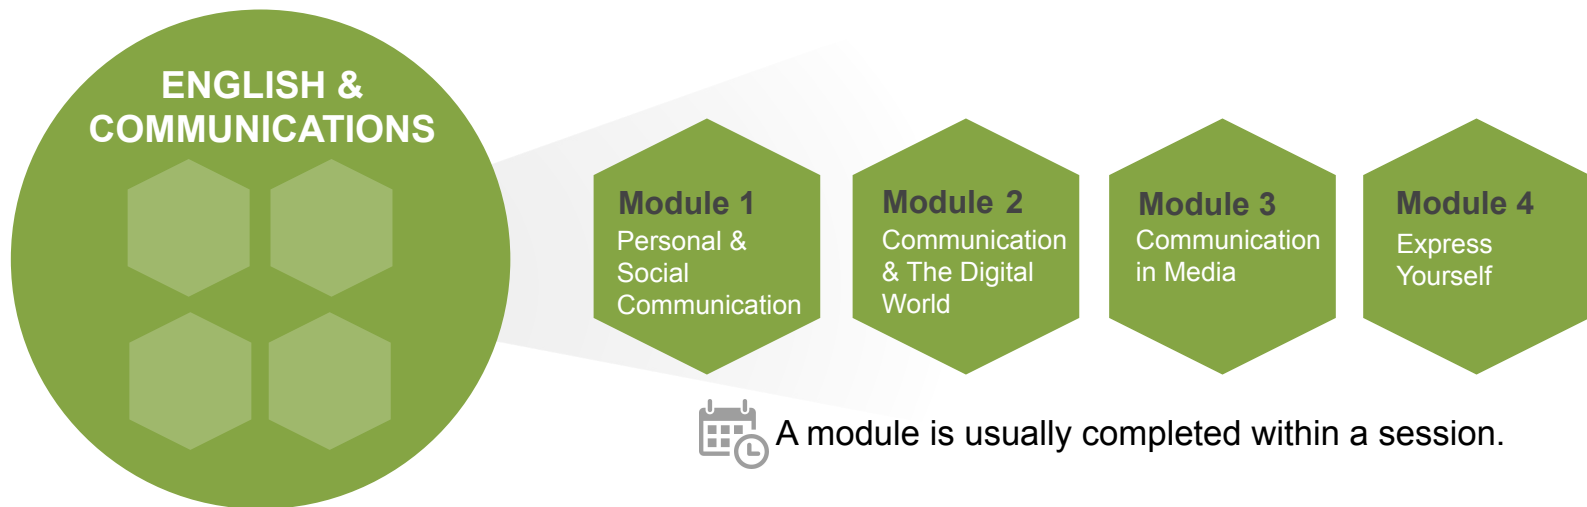 ENGLISH &
COMMUNICATIONS
Module 1
Personal &
Social
Communication
Module 2
Communication
& The Digital
World
Module 3
Communication
in Media
Module 4
Express
Yourself
A module is usually completed within a session.